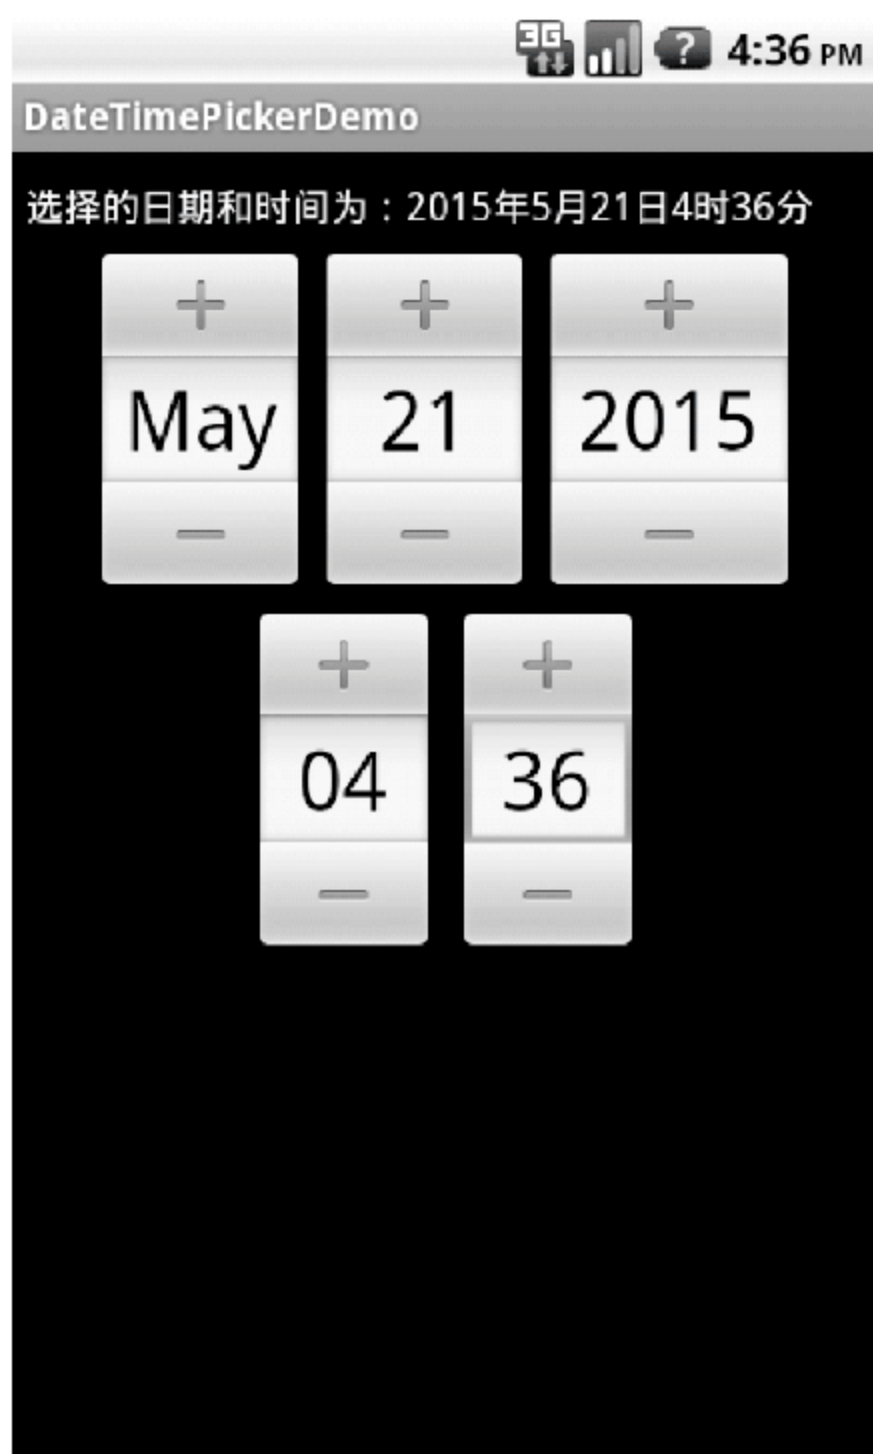 3G ? 4:36 PM
DateTimePickerDemo
选择的日期和时间为：2015年5月21日4时36分
+ + +
May 21 2015
− − −
+ +
04 36
− −